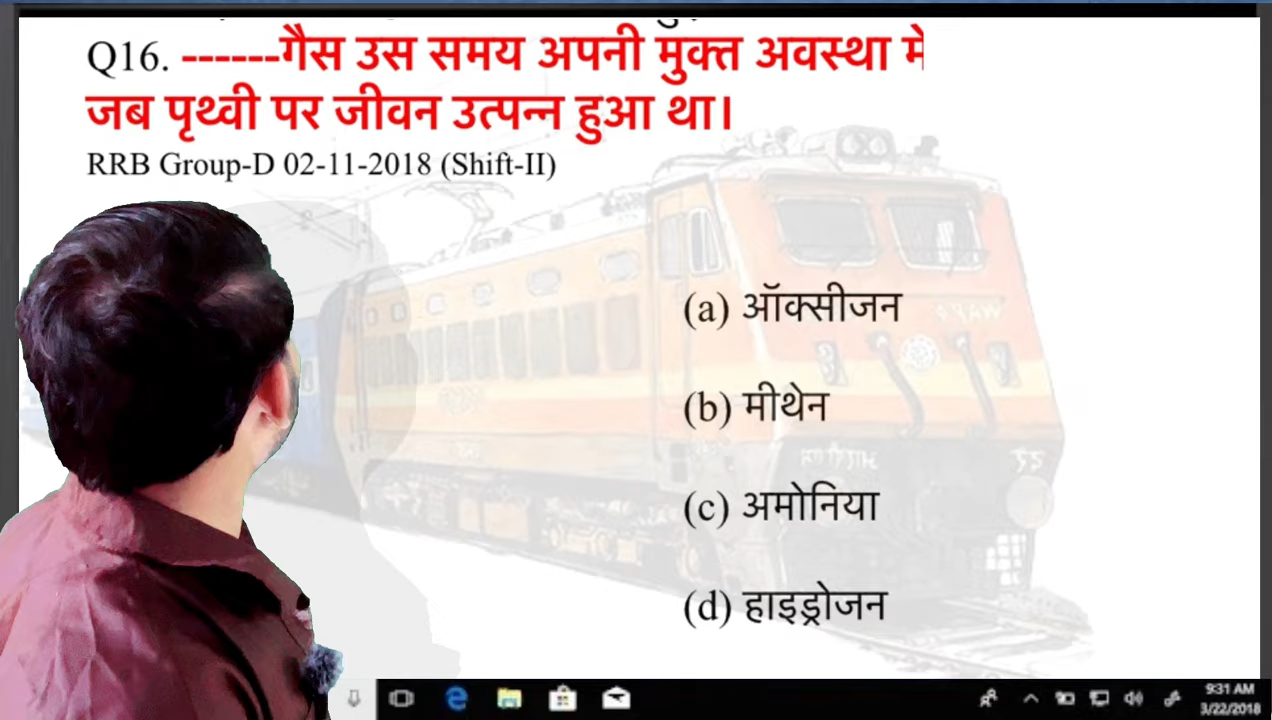 Q16. ------गैस उस समय अपनी मुक्त अवस्था में
जब पृथ्वी पर जीवन उत्पन्न हुआ था।
RRB Group-D 02-11-2018 (Shift-II)
(a) ऑक्सीजन
(b) मीथेन
(c) अमोनिया
(d) हाइड्रोजन
9:31 AM
3/22/2018